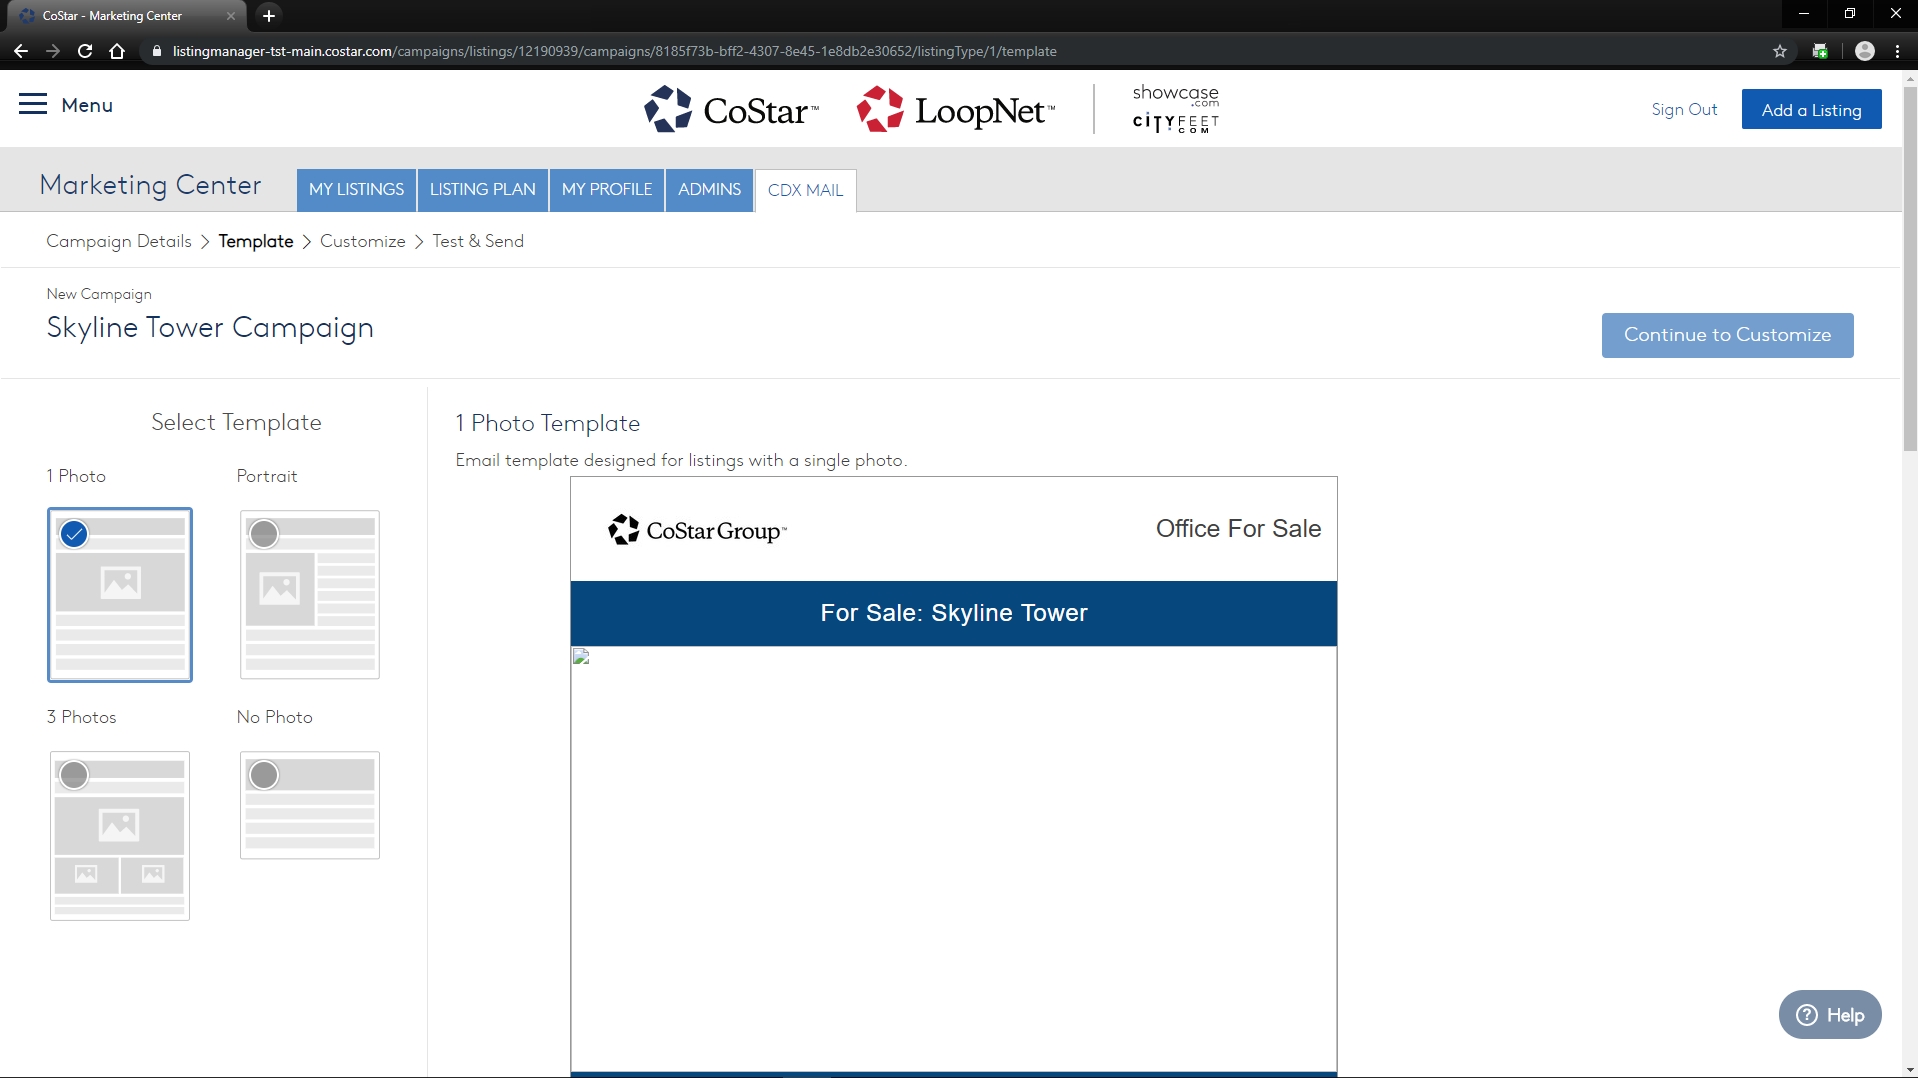 CoStar - Marketing Center
listingmanager-tst-main.costar.com/campaigns/listings/12190939/campaigns/8185f73b-bff2-4307-8e45-1e8db2e30652/listingType/1/template
Menu
CoStar™
LoopNet™
showcase
.com
CITYFEET
COM
Sign Out
Add a Listing
Marketing Center
MY LISTINGS
LISTING PLAN
MY PROFILE
ADMINS
CDX MAIL
Campaign Details > Template > Customize > Test & Send
New Campaign
Skyline Tower Campaign
Continue to Customize
Select Template
1 Photo
Portrait
3 Photos
No Photo
1 Photo Template
Email template designed for listings with a single photo.
CoStar Group™
Office For Sale
For Sale: Skyline Tower
? Help